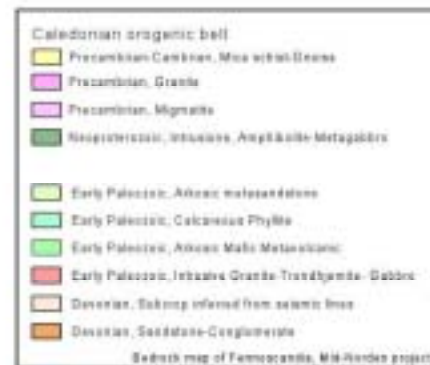 Caledonian orogenic belt
Precambrian-Cambrian, Mica schist-Gneiss
Precambrian, Granite
Precambrian, Migmatite
Neoproterozoic, Intrusions, Amphibolite-Metagabbro
Early Paleozoic, Arkosic metasandstone
Early Paleozoic, Calcareous Phyllite
Early Paleozoic, Arkosic Mafic Metavolcanic
Early Paleozoic, Intrusive Granite-Trondhjemite-Gabbro
Devonian, Subcrop inferred from seismic lines
Devonian, Sandstone-Conglomerate
Bedrock map of Fennoscandia, Mid-Norden project